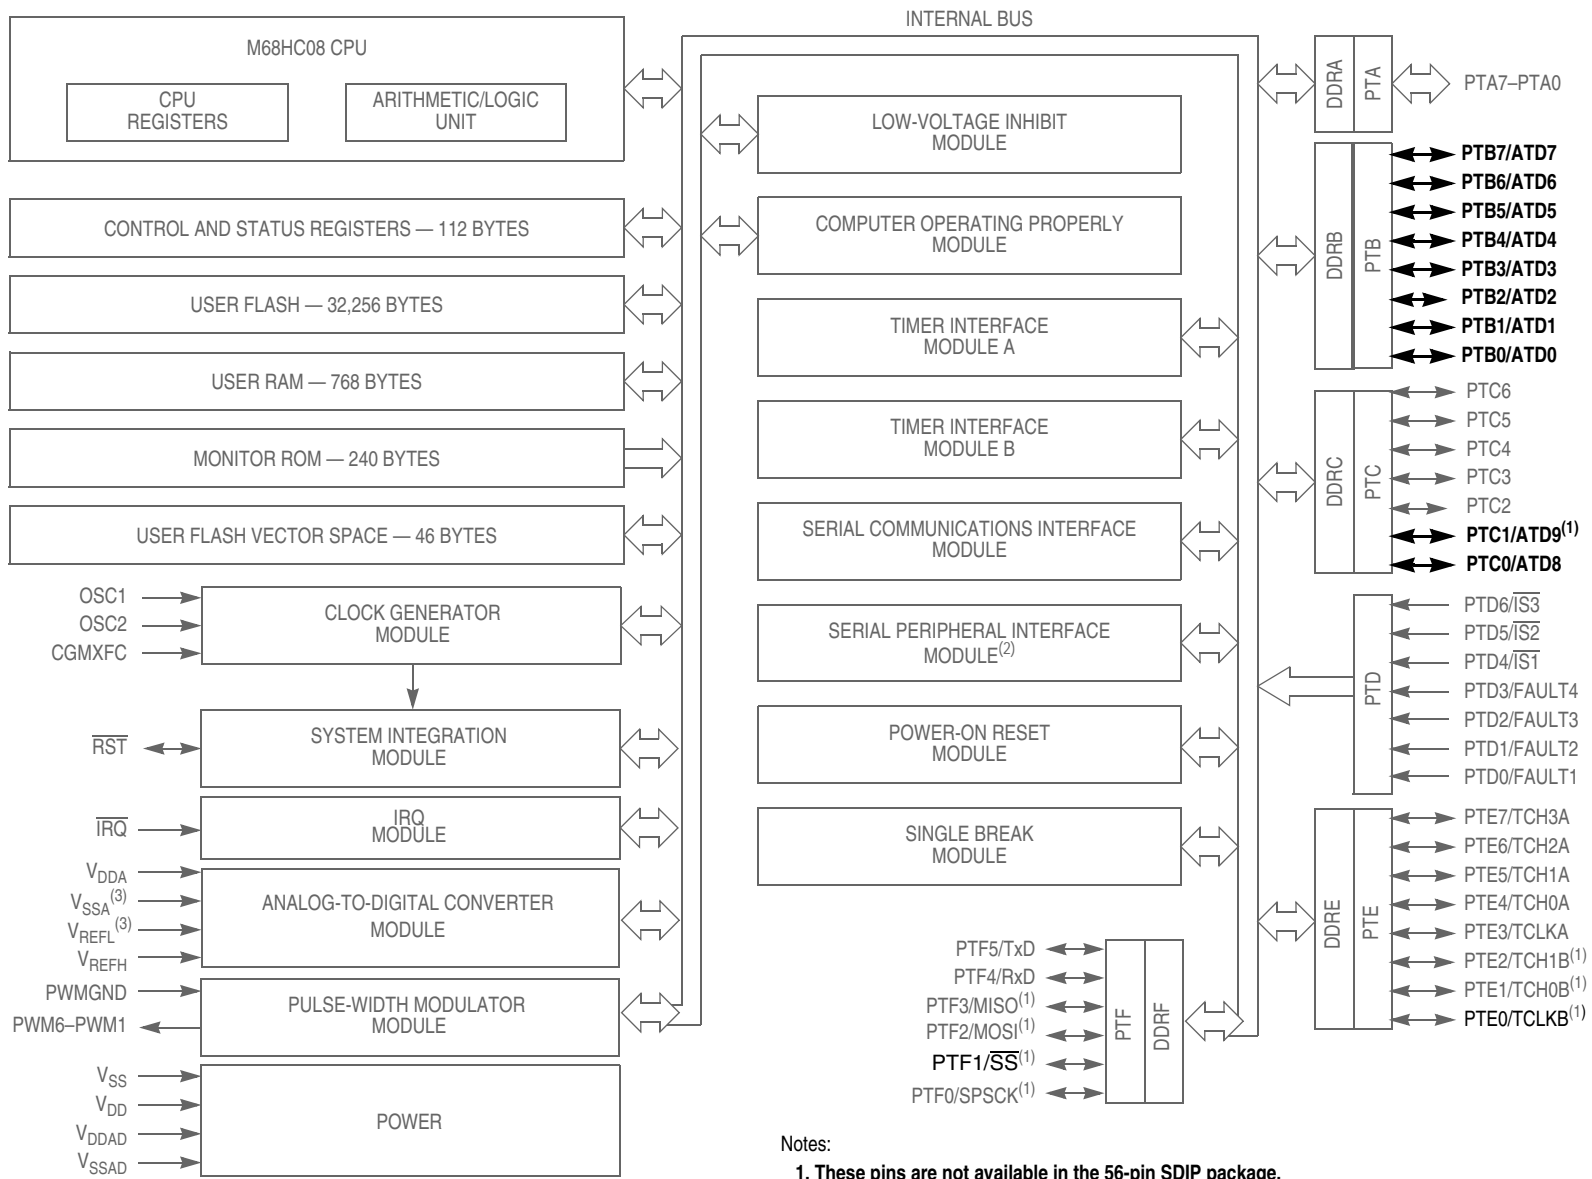 INTERNAL BUS
M68HC08 CPU
CPU
REGISTERS
ARITHMETIC/LOGIC
UNIT
CONTROL AND STATUS REGISTERS — 112 BYTES
USER FLASH — 32,256 BYTES
USER RAM — 768 BYTES
MONITOR ROM — 240 BYTES
USER FLASH VECTOR SPACE — 46 BYTES
OSC1
OSC2
CGMXFC
CLOCK GENERATOR
MODULE
RST
SYSTEM INTEGRATION
MODULE
IRQ
IRQ
MODULE
VDDA
VSSA(3)
VREFL(3)
VREFH
ANALOG-TO-DIGITAL CONVERTER
MODULE
PWMGND
PWM6–PWM1
PULSE-WIDTH MODULATOR
MODULE
VSS
VDD
VDDAD
VSSAD
POWER
LOW-VOLTAGE INHIBIT
MODULE
COMPUTER OPERATING PROPERLY
MODULE
TIMER INTERFACE
MODULE A
TIMER INTERFACE
MODULE B
SERIAL COMMUNICATIONS INTERFACE
MODULE
SERIAL PERIPHERAL INTERFACE
MODULE(2)
POWER-ON RESET
MODULE
SINGLE BREAK
MODULE
PTF5/TxD
PTF4/RxD
PTF3/MISO(1)
PTF2/MOSI(1)
PTF1/SS(1)
PTF0/SPSCK(1)
PTF
DDRF
DDRA
PTA
PTA7–PTA0
DDRB
PTB
PTB7/ATD7
PTB6/ATD6
PTB5/ATD5
PTB4/ATD4
PTB3/ATD3
PTB2/ATD2
PTB1/ATD1
PTB0/ATD0
DDRC
PTC
PTC6
PTC5
PTC4
PTC3
PTC2
PTC1/ATD9(1)
PTC0/ATD8
PTD
PTD6/IS3
PTD5/IS2
PTD4/IS1
PTD3/FAULT4
PTD2/FAULT3
PTD1/FAULT2
PTD0/FAULT1
DDRE
PTE
PTE7/TCH3A
PTE6/TCH2A
PTE5/TCH1A
PTE4/TCH0A
PTE3/TCLKA
PTE2/TCH1B(1)
PTE1/TCH0B(1)
PTE0/TCLKB(1)
Notes:
1. These pins are not available in the 56-pin SDIP package.